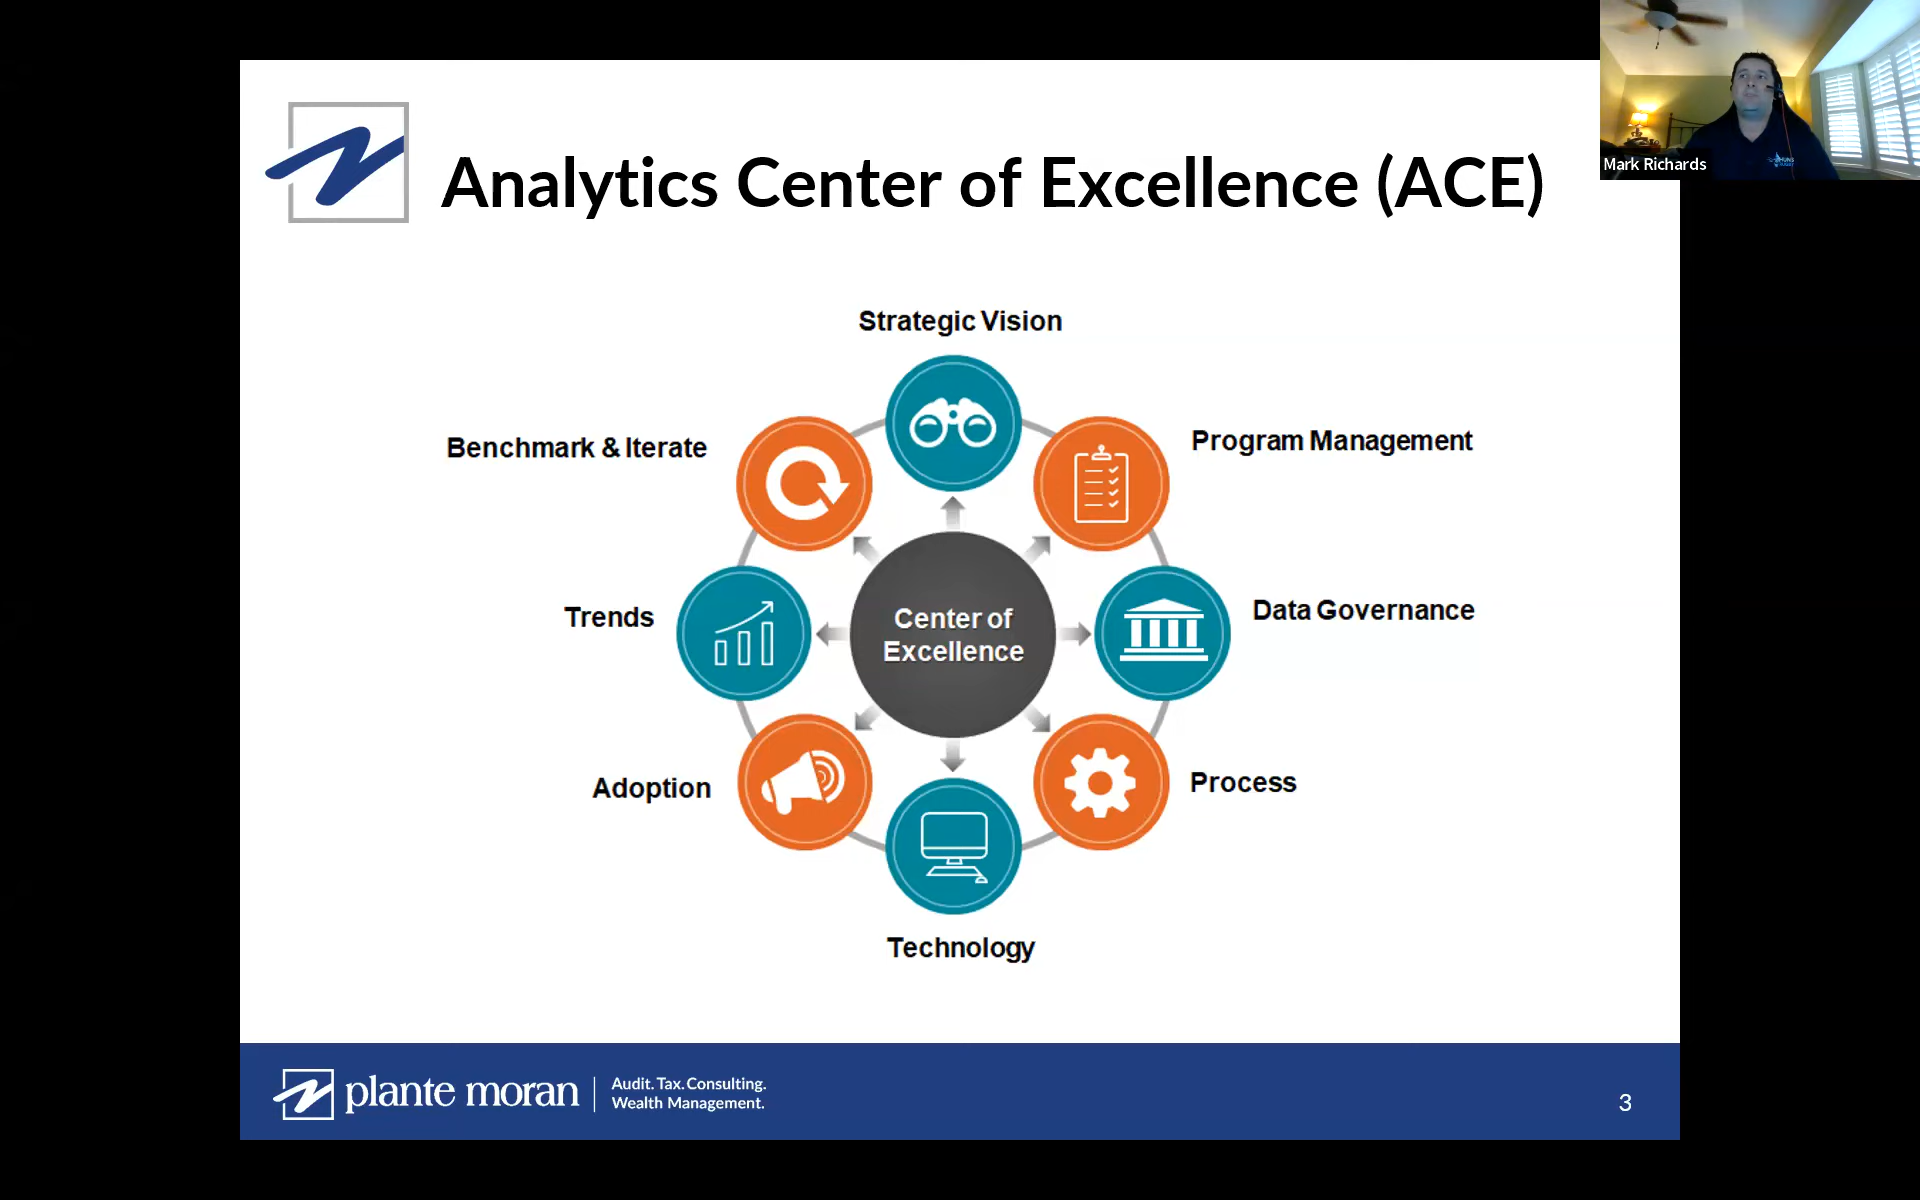 Mark Richards
Analytics Center of Excellence (ACE)
Strategic Vision
Benchmark & Iterate
Program Management
Trends
Center of
Excellence
Data Governance
Adoption
Process
Technology
plante moran
Audit. Tax. Consulting.
Wealth Management.
3